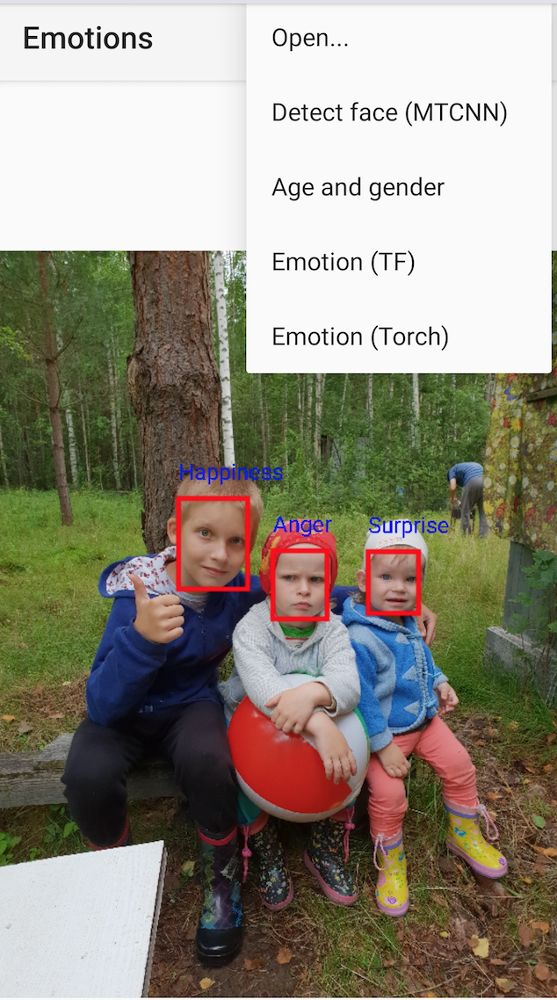 Emotions
Open...
Detect face (MTCNN)
Age and gender
Emotion (TF)
Emotion (Torch)
Happiness
Anger
Surprise